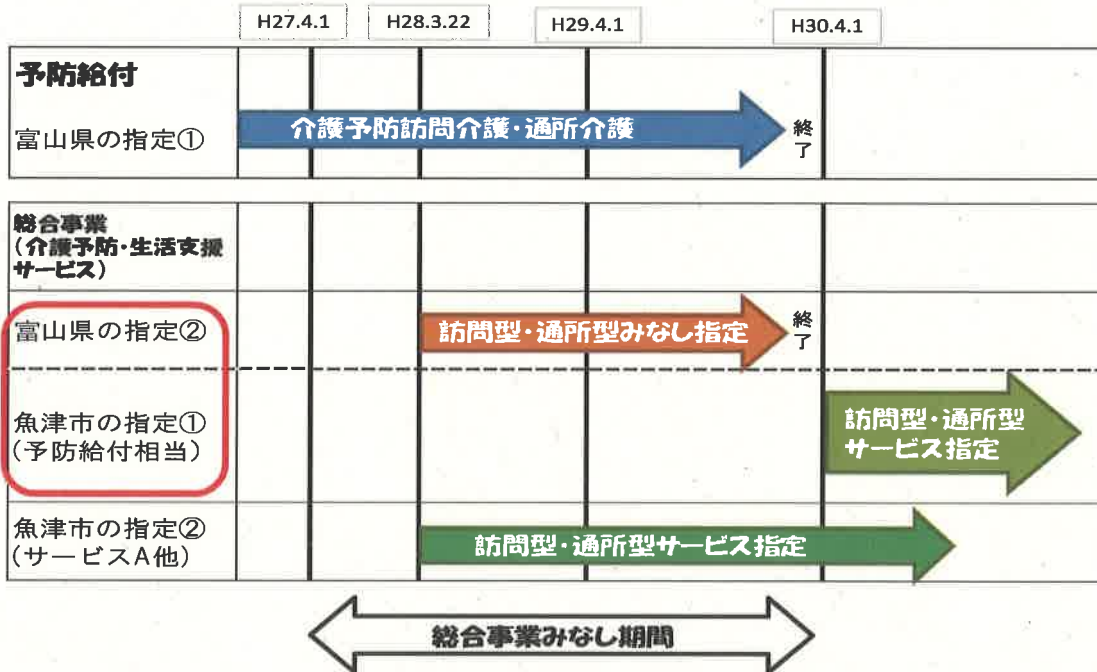 H27.4.1
H28.3.22
H29.4.1
H30.4.1
予防給付
富山県の指定①
介護予防訪問介護・通所介護
終
了
総合事業
(介護予防・生活支援
サービス)
富山県の指定②
訪問型・通所型みなし指定
終
了
魚津市の指定①
(予防給付相当)
訪問型・通所型
サービス指定
魚津市の指定②
(サービスA他)
訪問型・通所型サービス指定
総合事業みなし期間